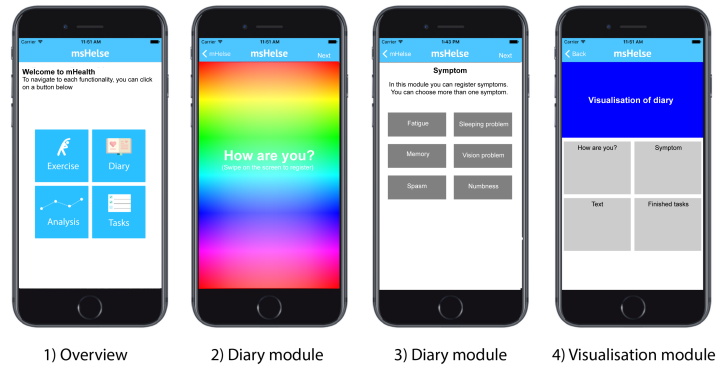 Carrier 11:51 AM
msHelse
Welcome to mHealth
To navigate to each functionality, you can click
on a button below
Exercise Diary
Analysis Tasks
1) Overview
Carrier 11:51 AM
mHelse msHelse Next
How are you?
(Swipe on the screen to register)
2) Diary module
Carrier 1:43 PM
mHelse msHelse Next
Symptom
In this module you can register symptoms.
You can choose more than one symptom.
Fatigue Sleeping problem
Memory Vision problem
Spasm Numbness
3) Diary module
Carrier 11:51 AM
Back msHelse
Visualisation of diary
How are you? Symptom
Text Finished tasks
4) Visualisation module